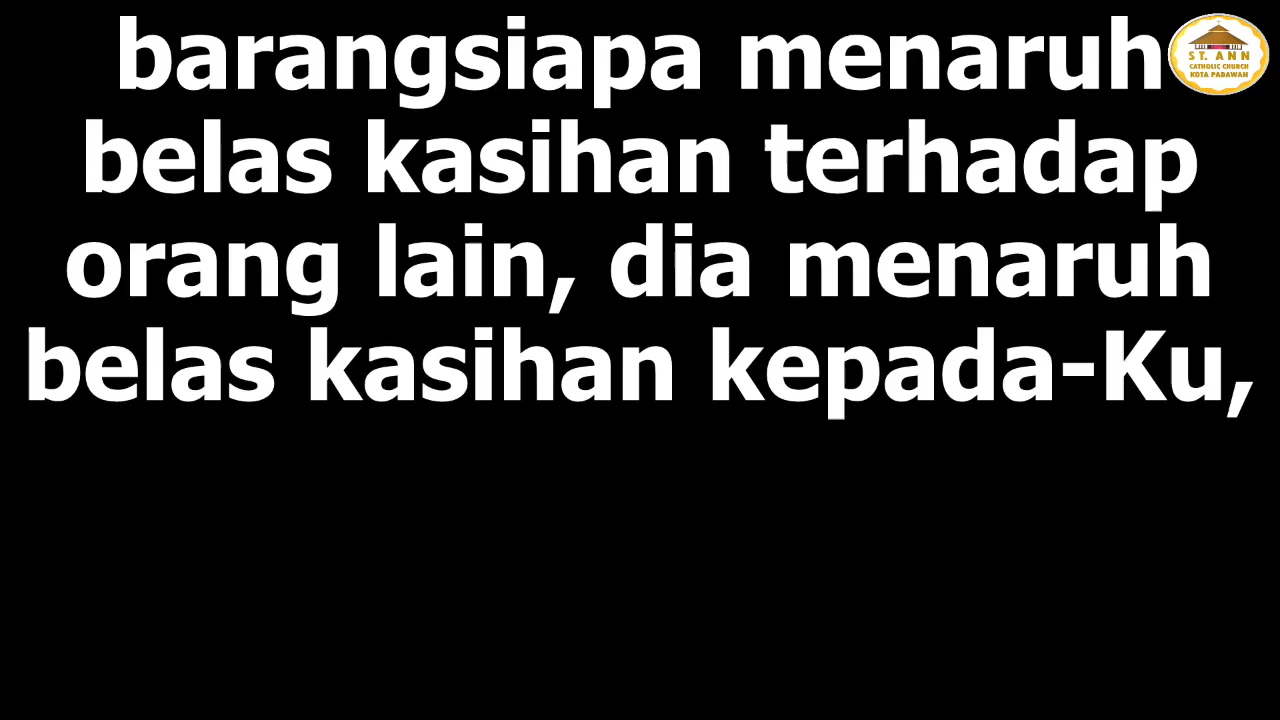 barangsiapa menaruh
belas kasihan terhadap
orang lain, dia menaruh
belas kasihan kepada-Ku,
ST. ANN
CATHOLIC CHURCH
KOTA PADAWAN